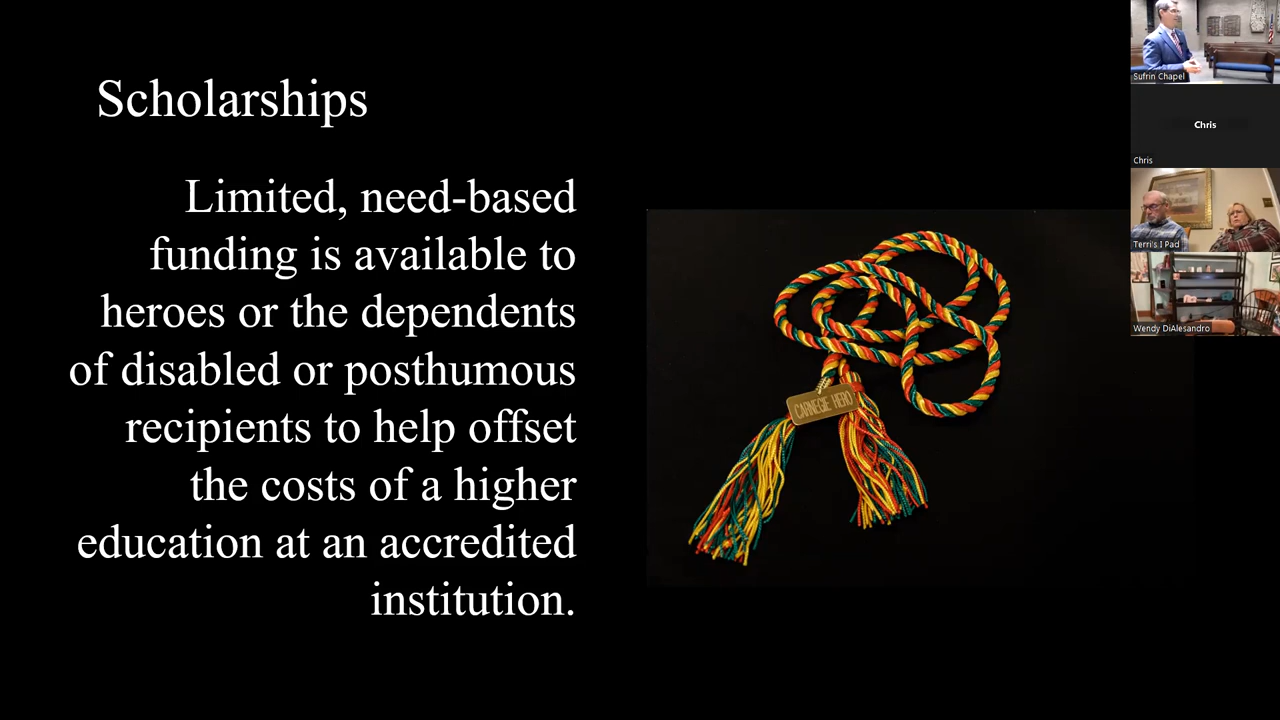 Scholarships
Limited, need-based
funding is available to
heroes or the dependents
of disabled or posthumous
recipients to help offset
the costs of a higher
education at an accredited
institution.
CARNEGIE HERO
Sufrin Chapel
Chris
Chris
Terri's I Pad
Wendy DiAlesandro